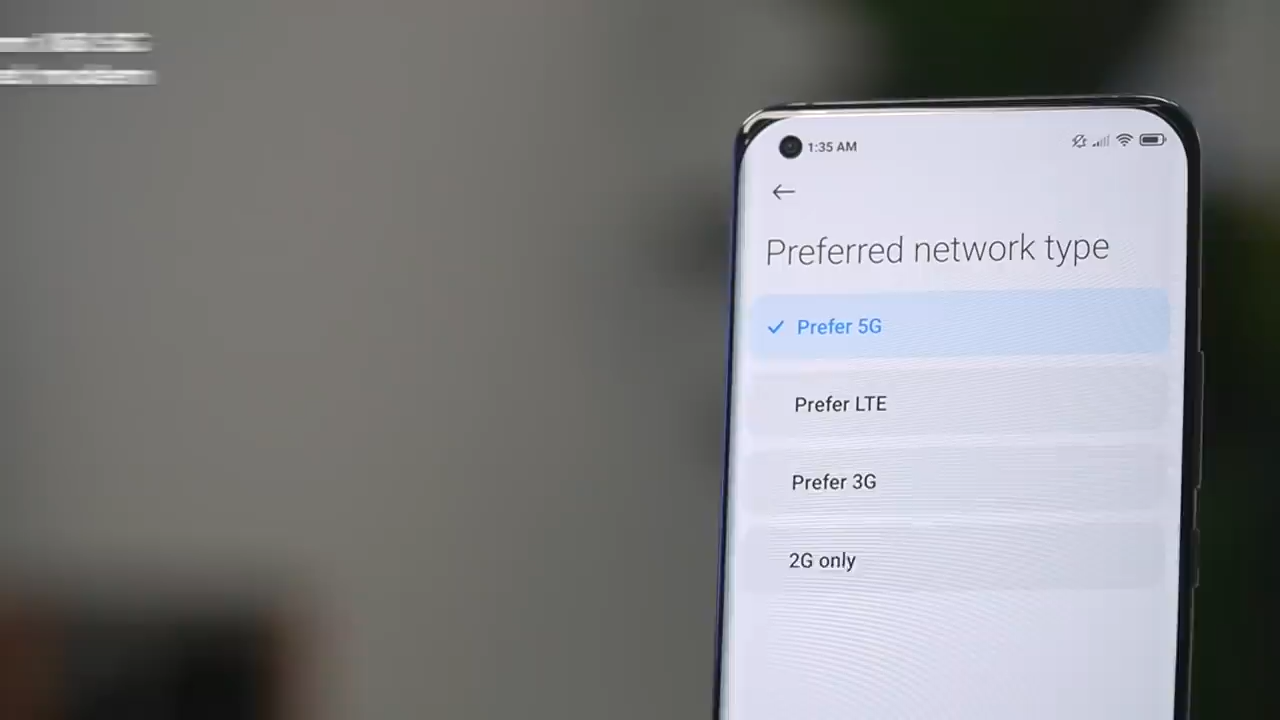 1:35 AM
Preferred network type
Prefer 5G
Prefer LTE
Prefer 3G
2G only